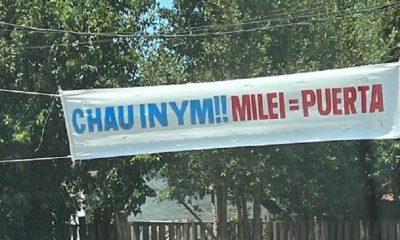 CHAU INYM!! MILEI = PUERTA